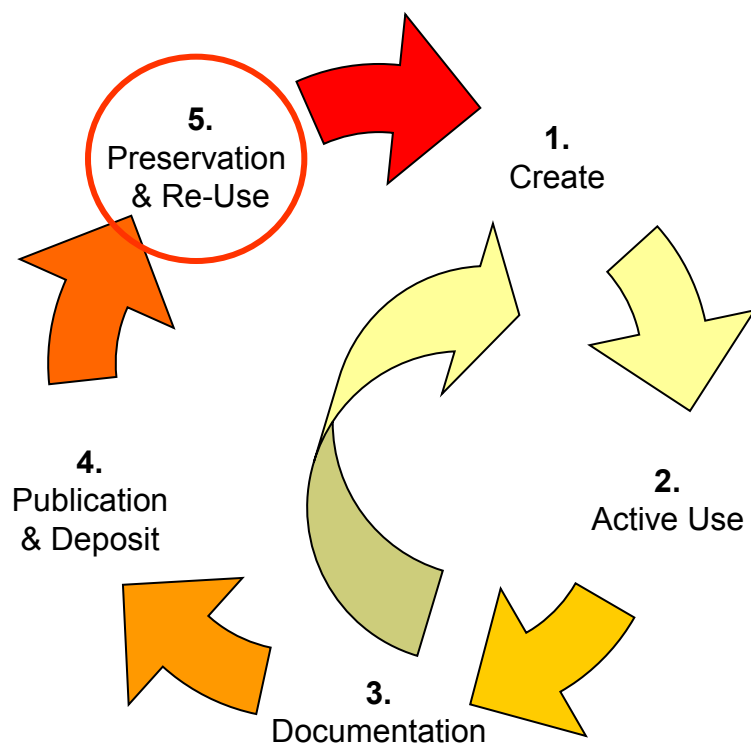 1.
Create
2.
Active Use
3.
Documentation
4.
Publication
& Deposit
5.
Preservation
& Re-Use